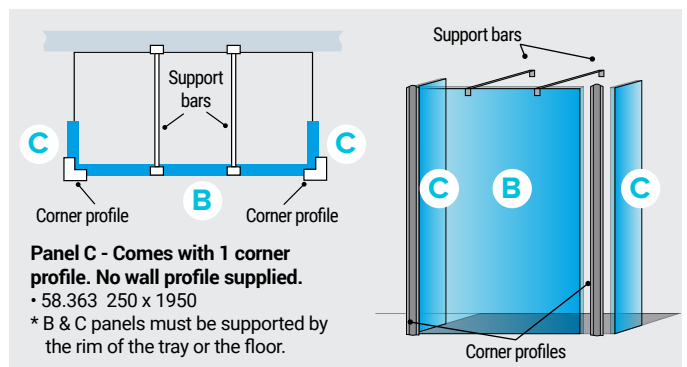 Support
bars
C
C
B
Corner profile
Corner profile
Panel C - Comes with 1 corner
profile. No wall profile supplied.
• 58.363 250 x 1950
* B & C panels must be supported by
the rim of the tray or the floor.
Support bars
C
B
C
Corner profiles